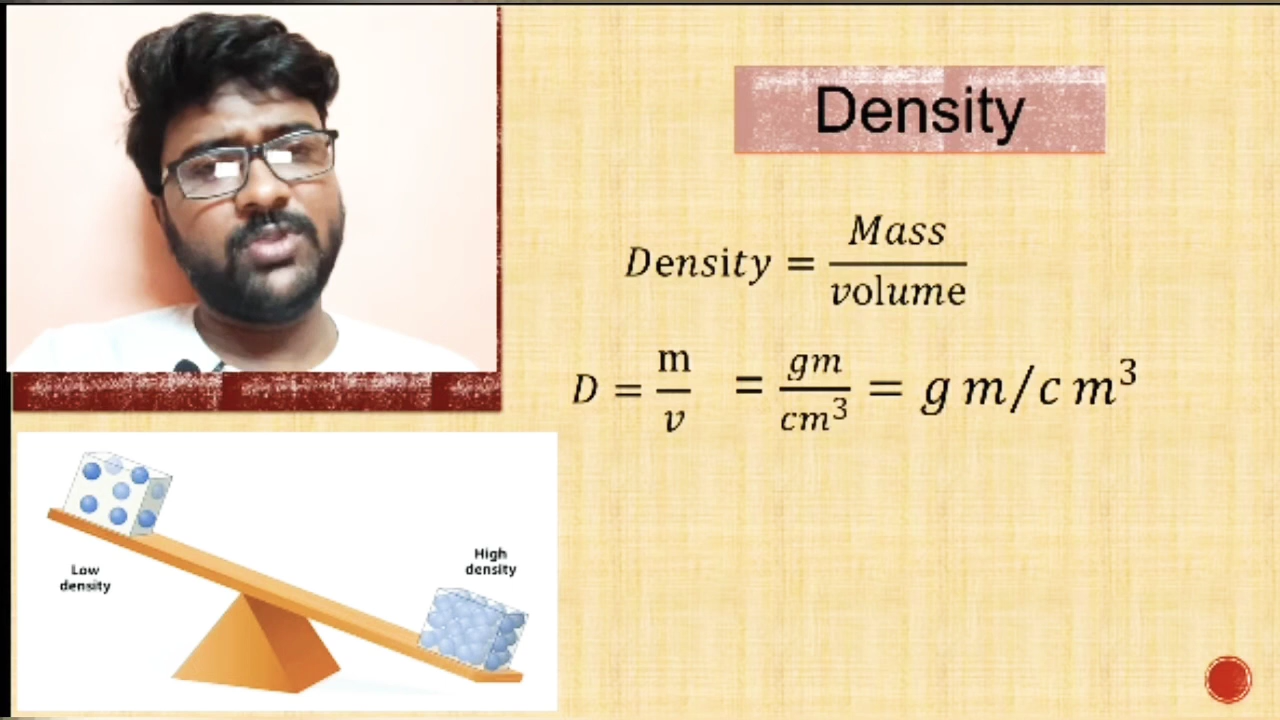 Density
Density = Mass / volume
D = m / v = gm / cm³ = g m/c m³
Low
density
High
density